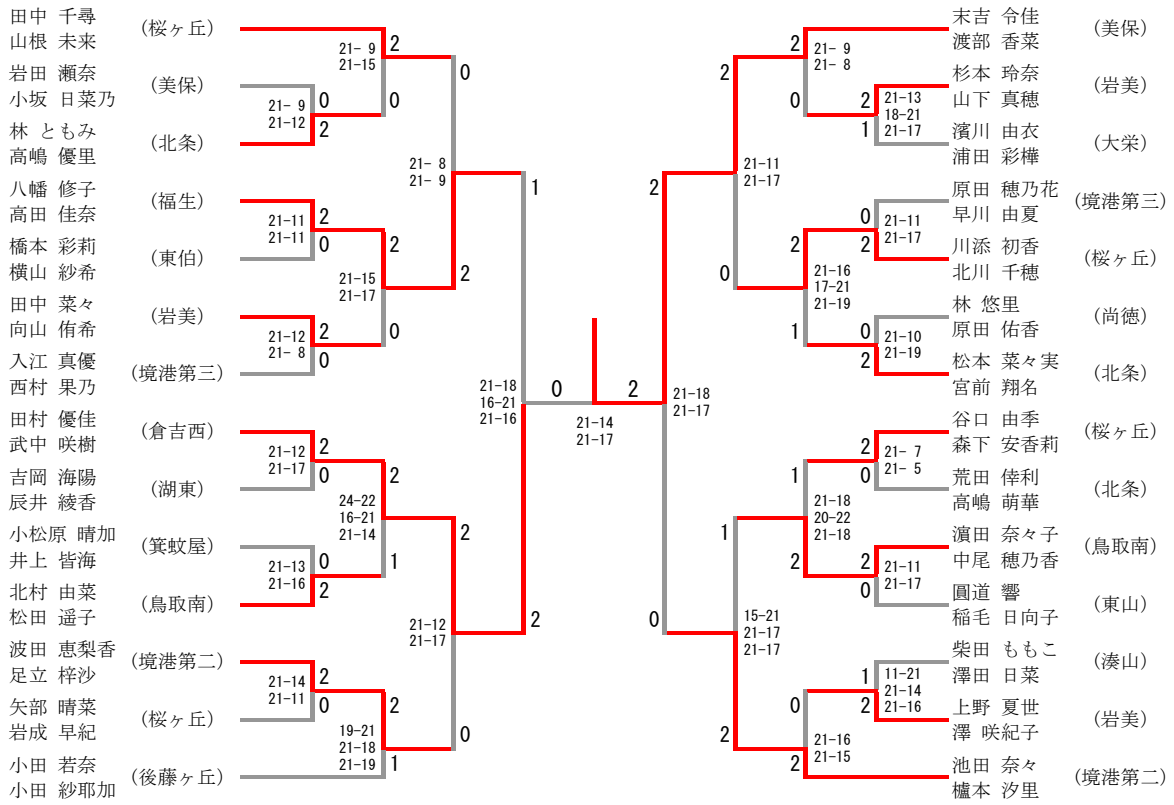 田中 千尋
山根 未来
(桜ヶ丘)
岩田 瀬奈
小坂 日菜乃
(美保)
林 ともみ
高嶋 優里
(北条)
八幡 修子
高田 佳奈
(福生)
橋本 彩莉
横山 紗希
(東伯)
田中 菜々
向山 侑希
(岩美)
入江 真優
西村 果乃
(境港第三)
田村 優佳
武中 咲樹
(倉吉西)
吉岡 海陽
辰井 綾香
(湖東)
小松原 晴加
井上 皆海
(箕蚊屋)
北村 由菜
松田 遥子
(鳥取南)
波田 恵梨香
足立 梓沙
(境港第二)
矢部 晴菜
岩成 早紀
(桜ヶ丘)
小田 若奈
小田 紗耶加
(後藤ヶ丘)
21- 9
21-12
0
2
21-11
21-11
2
0
21-12
21- 8
2
0
21-12
21-17
2
0
21-13
21-16
0
2
21-14
21-11
2
0
21- 9
21-15
2
0
21-15
21-17
2
0
24-22
16-21
21-14
2
1
19-21
21-18
21-19
2
1
21- 8
21- 9
0
2
21-12
21-17
2
0
21-18
16-21
21-16
1
2
0
2
21-14
21-17
21-18
21-17
2
0
21-11
21-17
2
0
15-21
21-17
21-17
1
2
21- 9
21- 8
2
0
21-16
17-21
21-19
2
1
21-18
20-22
21-18
1
2
21-16
21-15
0
2
21-13
18-21
21-17
2
1
21-11
21-17
0
2
21-10
21-19
0
2
21- 7
21- 5
2
0
21-11
21-17
2
0
11-21
21-14
21-16
1
2
末吉 令佳
渡部 香菜
(美保)
杉本 玲奈
山下 真穂
(岩美)
濱川 由衣
浦田 彩樺
(大栄)
原田 穂乃花
早川 由夏
(境港第三)
川添 初香
北川 千穂
(桜ヶ丘)
林 悠里
原田 佑香
(尚徳)
松本 菜々実
宮前 翔名
(北条)
谷口 由季
森下 安香莉
(桜ヶ丘)
荒田 倖利
高嶋 萌華
(北条)
濵田 奈々子
中尾 穂乃香
(鳥取南)
圓道 響
稲毛 日向子
(東山)
柴田 ももこ
澤田 日菜
(湊山)
上野 夏世
澤 咲紀子
(岩美)
池田 奈々
櫨本 汐里
(境港第二)